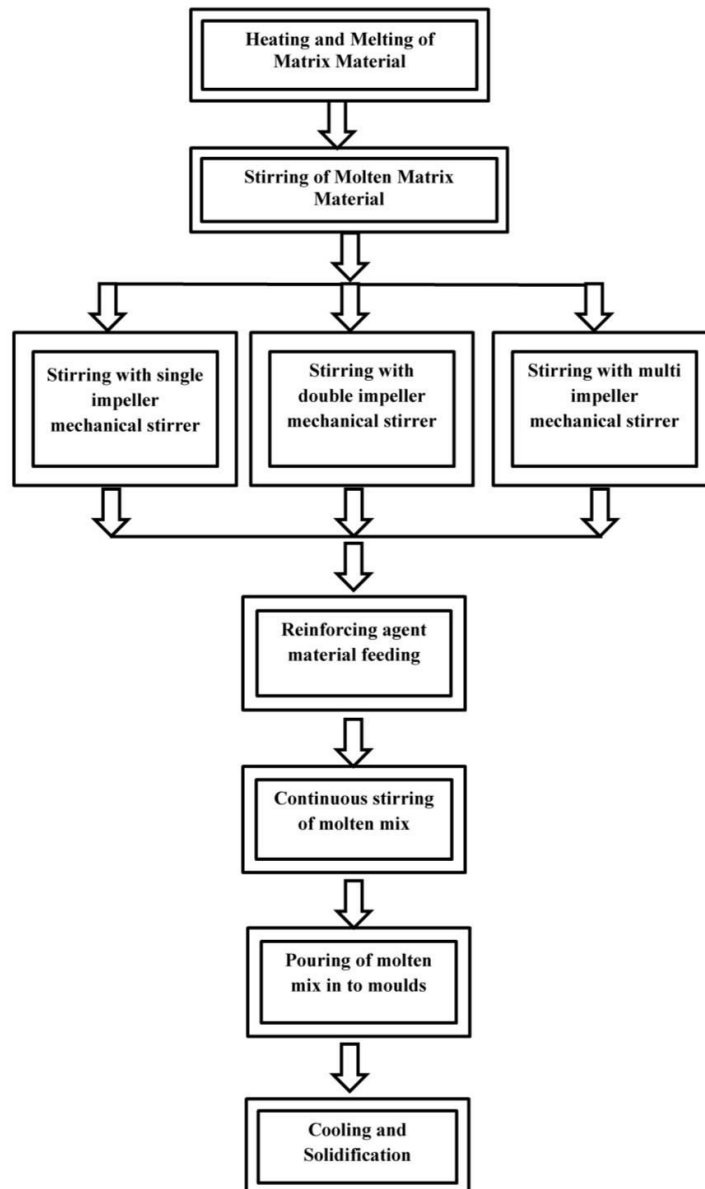 Heating and Melting of
Matrix Material
Stirring of Molten Matrix
Material
Stirring with single
impeller
mechanical stirrer
Stirring with
double impeller
mechanical stirrer
Stirring with multi
impeller
mechanical stirrer
Reinforcing agent
material feeding
Continuous stirring
of molten mix
Pouring of molten
mix in to moulds
Cooling and
Solidification